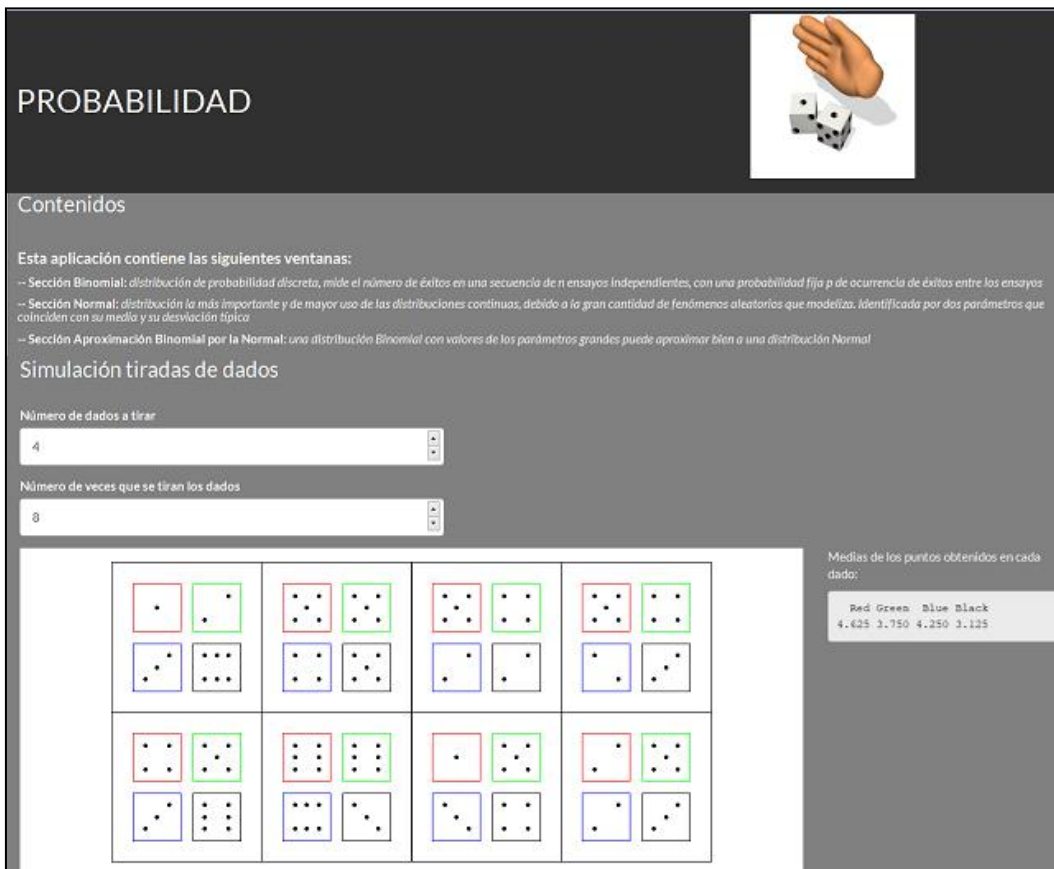 PROBABILIDAD
Contenidos
Esta aplicación contiene las siguientes ventanas:
-- Sección Binomial: distribución de probabilidad discreta, mide el número de éxitos en una secuencia de n ensayos independientes, con una probabilidad fija p de ocurrencia de éxitos entre los ensayos
-- Sección Normal: distribución la más importante y de mayor uso de las distribuciones continuas, debido a la gran cantidad de fenómenos aleatorios que modeliza. Identificada por dos parámetros que
coinciden con su media y su desviación típica
-- Sección Aproximación Binomial por la Normal: una distribución Binomial con valores de los parámetros grandes puede aproximar bien a una distribución Normal
Simulación tiradas de dados
Número de dados a tirar
4
Número de veces que se tiran los dados
8
Medias de los puntos obtenidos en cada
dado:
Red Green Blue Black
4.625 3.750 4.250 3.125